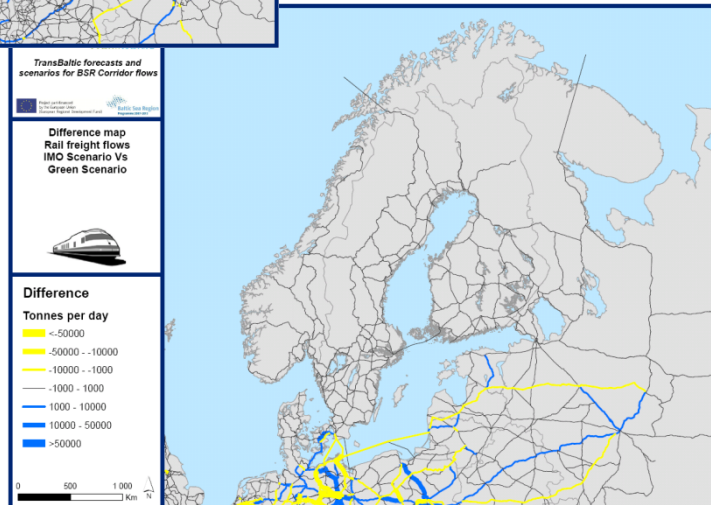 TransBaltic forecasts and
scenarios for BSR Corridor flows
Baltic Sea Region
Difference map
Rail freight flows
IMO Scenario Vs
Green Scenario
Difference
Tonnes per day
<-50000
-50000 - -10000
-10000 - -1000
-1000 - 1000
1000 - 10000
10000 - 50000
>50000
0 500 1 000
Km
N